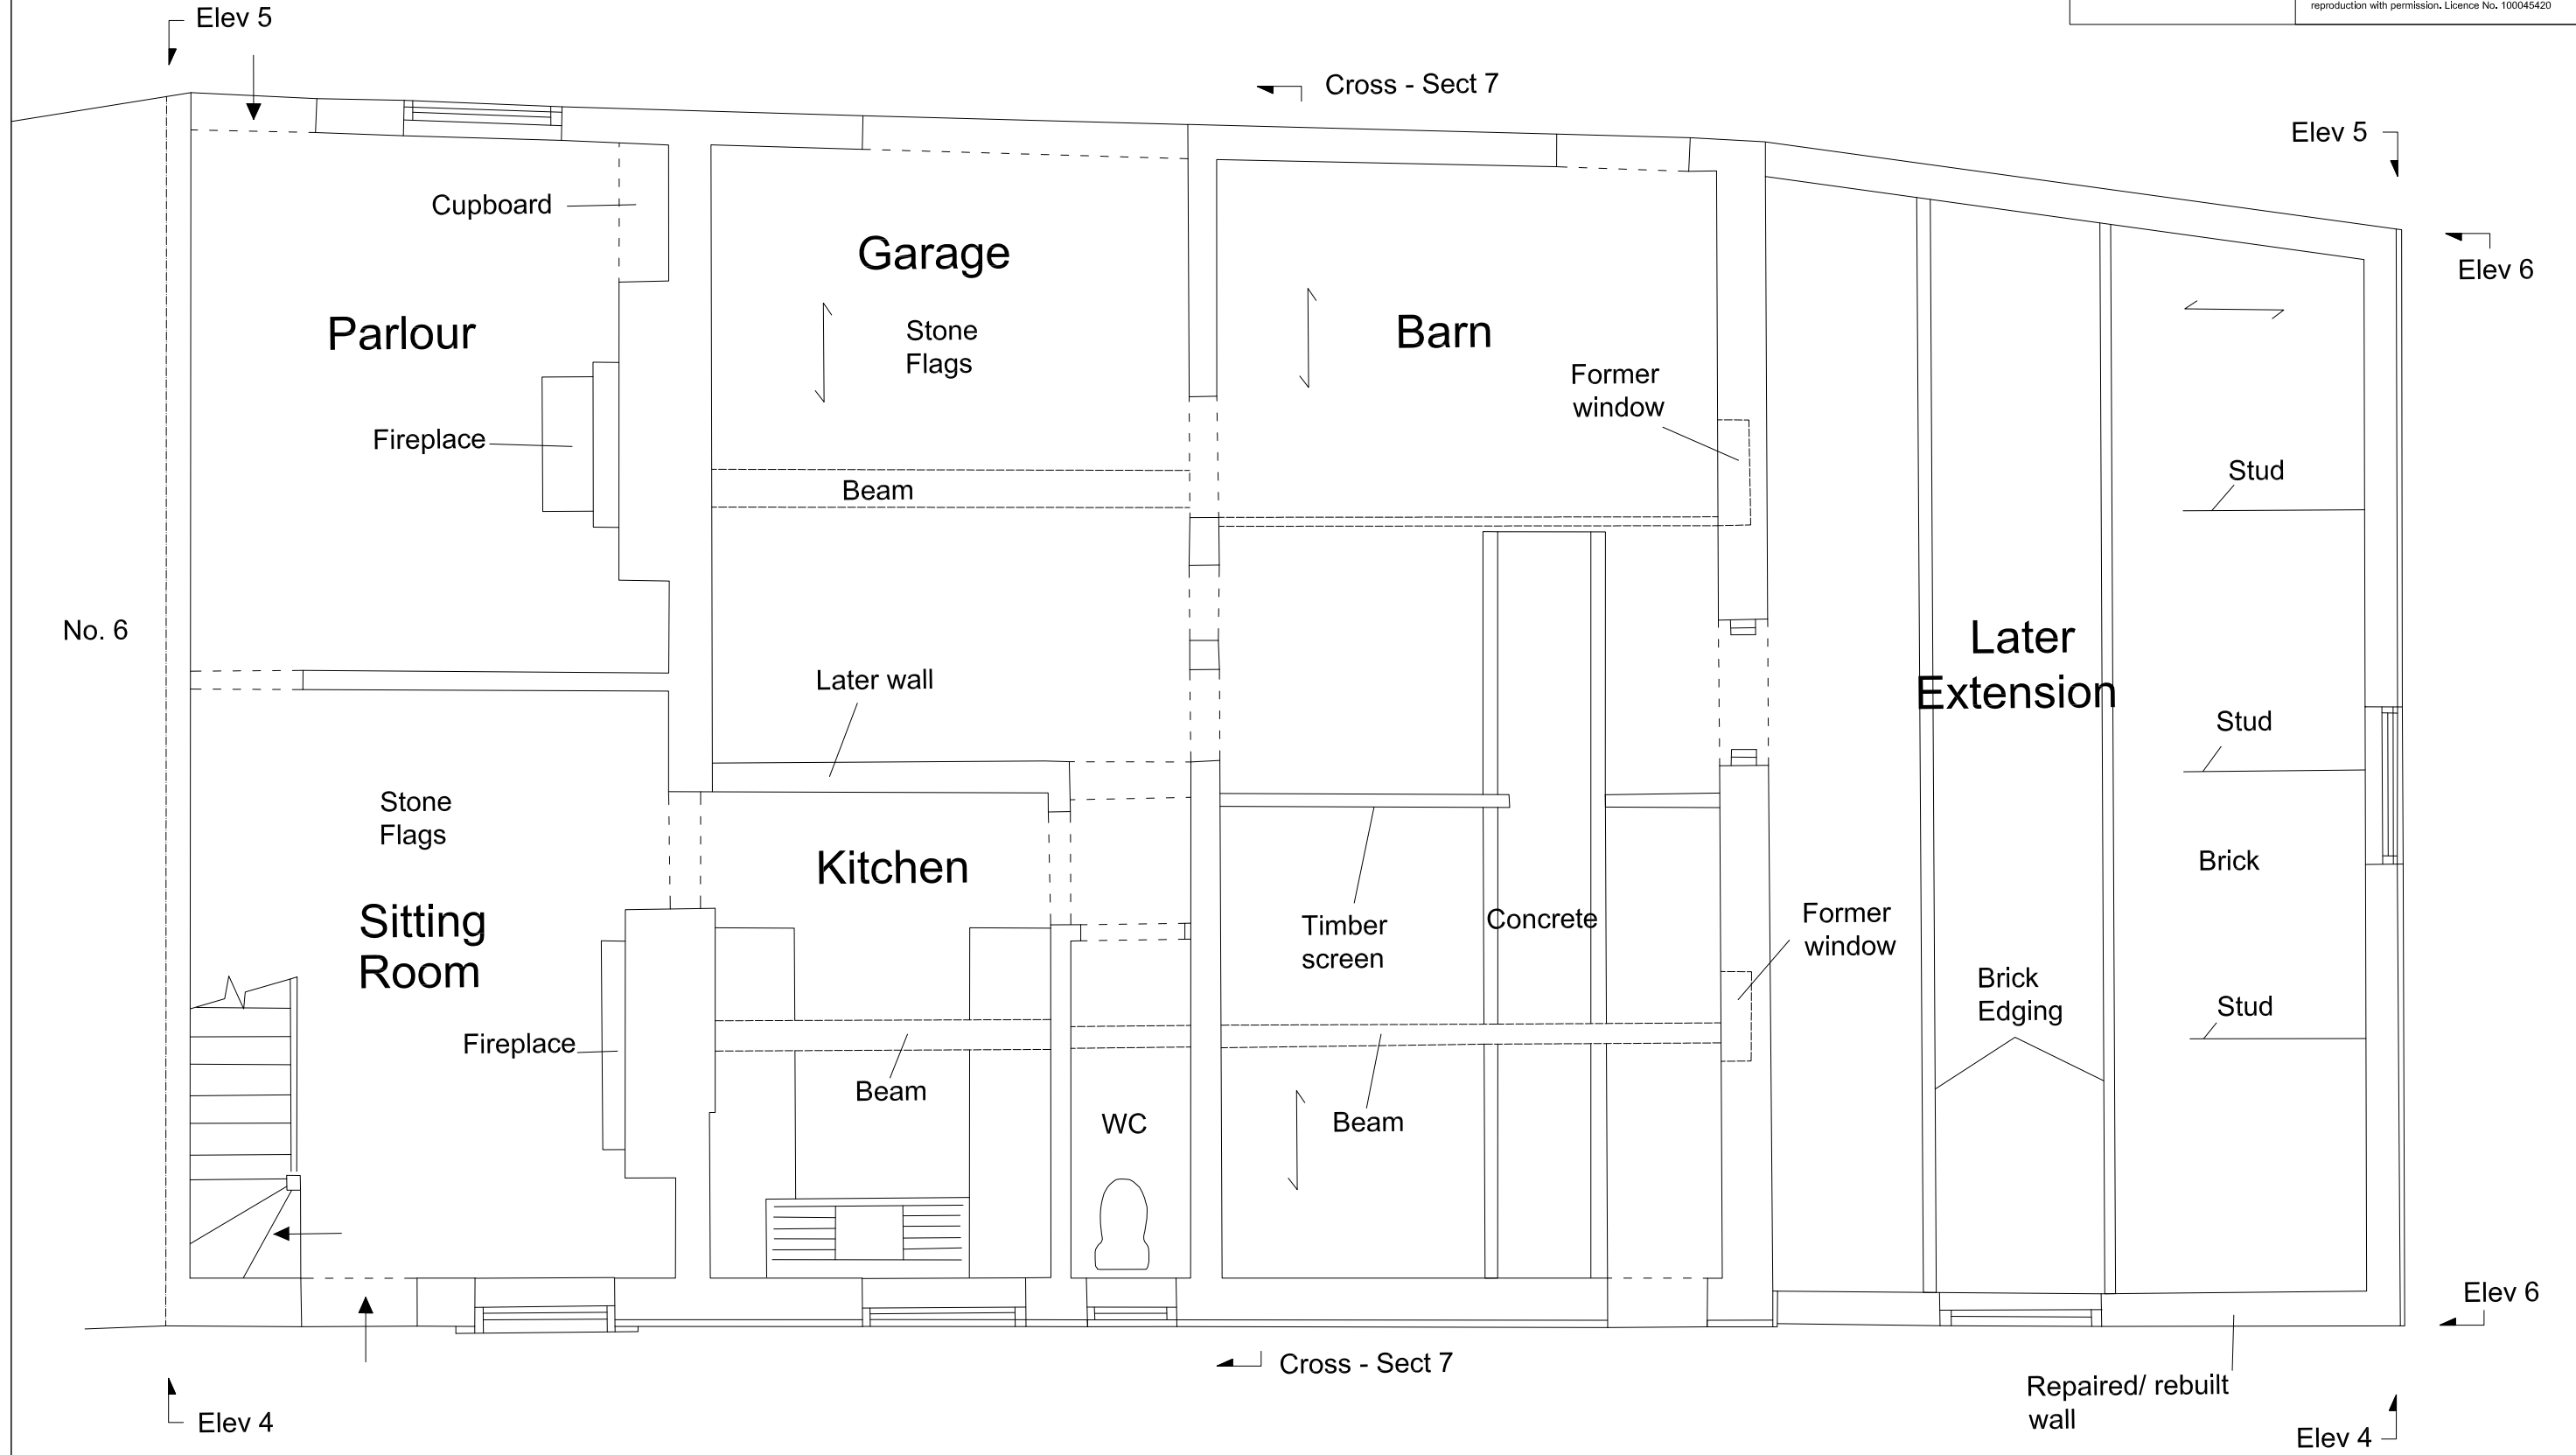 reproduction with permission. Licence No. 100045420
Elev 5
Cross - Sect 7
Elev 5
Elev 6
Cupboard
Garage
Parlour
Stone
Flags
Barn
Former
window
Fireplace
Beam
Stud
No. 6
Later
Extension
Later wall
Stud
Stone
Flags
Kitchen
Brick
Sitting
Room
Timber
screen
Concrete
Former
window
Brick
Edging
Stud
Fireplace
Beam
WC
Beam
Elev 6
Cross - Sect 7
Repaired/ rebuilt
wall
Elev 4
Elev 4